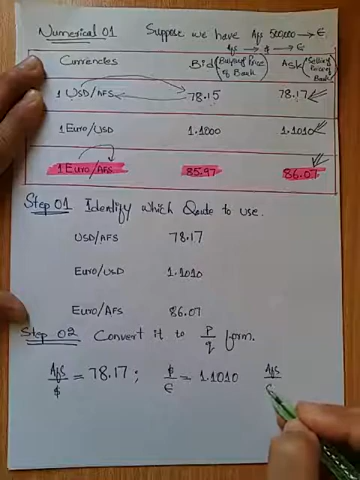 Numerical 01 Suppose we have Afs 500,000 → €
Afs → $ → €
Currencies Bid (Buying Price of Bank) Ask (Selling Price of Bank)
1 USD/AFS 78.15 78.17
1 Euro/USD 1.1000 1.1010
1 Euro/AFS 85.97 86.07
Step 01 Identify which Qoute to use.
USD/AFS 78.17
Euro/USD 1.1010
Euro/AFS 86.07
Step 02 Convert it to P/q form.
Afs/$ = 78.17 ; $/€ = 1.1010 Afs/€